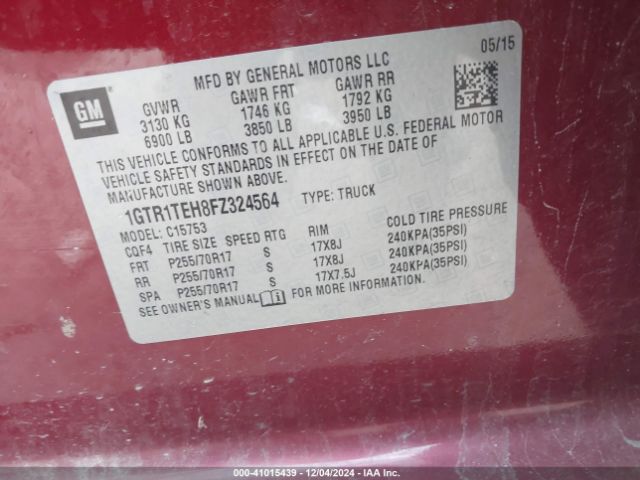 MFD BY GENERAL MOTORS LLC 05/15
GM
GVWR GAWR FRT GAWR RR
3130 KG 1746 KG 1792 KG
6900 LB 3850 LB 3950 LB
THIS VEHICLE CONFORMS TO ALL APPLICABLE U.S. FEDERAL MOTOR
VEHICLE SAFETY STANDARDS IN EFFECT ON THE DATE OF
MANUFACTURE SHOWN ABOVE.
1GTR1TEH8FZ324564 TYPE: TRUCK
MODEL: C15753
CQF4 TIRE SIZE SPEED RTG RIM COLD TIRE PRESSURE
FRT P255/70R17 S 17X8J 240KPA(35PSI)
RR P255/70R17 S 17X8J 240KPA(35PSI)
SPA P255/70R17 S 17X7.5J 240KPA(35PSI)
SEE OWNER'S MANUAL FOR MORE INFORMATION.
000-41015439 - 12/04/2024 - IAA Inc.